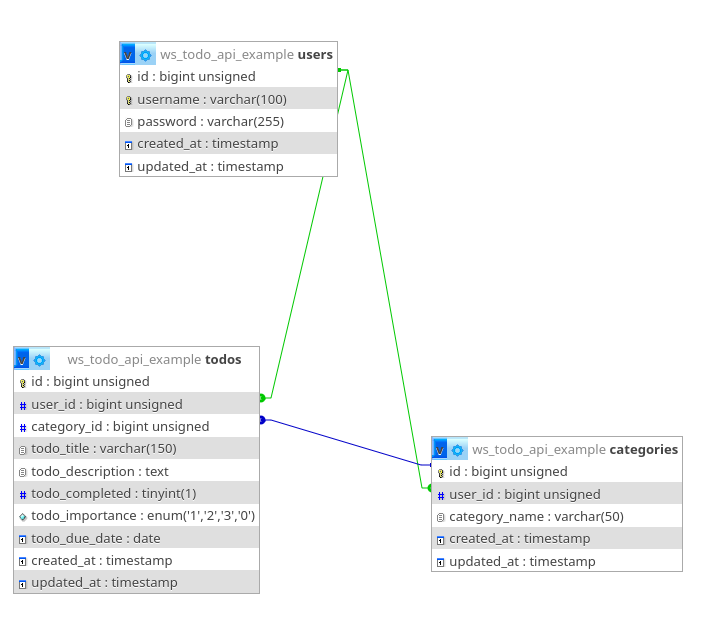 ws_todo_api_example users
id : bigint unsigned
username : varchar(100)
password : varchar(255)
created_at : timestamp
updated_at : timestamp
ws_todo_api_example todos
id : bigint unsigned
user_id : bigint unsigned
category_id : bigint unsigned
todo_title : varchar(150)
todo_description : text
todo_completed : tinyint(1)
todo_importance : enum('1','2','3','0')
todo_due_date : date
created_at : timestamp
updated_at : timestamp
ws_todo_api_example categories
id : bigint unsigned
user_id : bigint unsigned
category_name : varchar(50)
created_at : timestamp
updated_at : timestamp